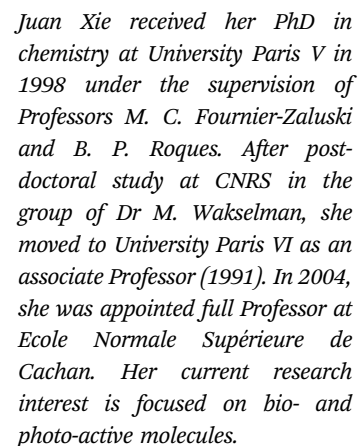 Juan Xie received her PhD in
chemistry at University Paris V in
1998 under the supervision of
Professors M. C. Fournier-Zaluski
and B. P. Roques. After post-
doctoral study at CNRS in the
group of Dr M. Wakselman, she
moved to University Paris VI as an
associate Professor (1991). In 2004,
she was appointed full Professor at
Ecole Normale Supérieure de
Cachan. Her current research
interest is focused on bio- and
photo-active molecules.